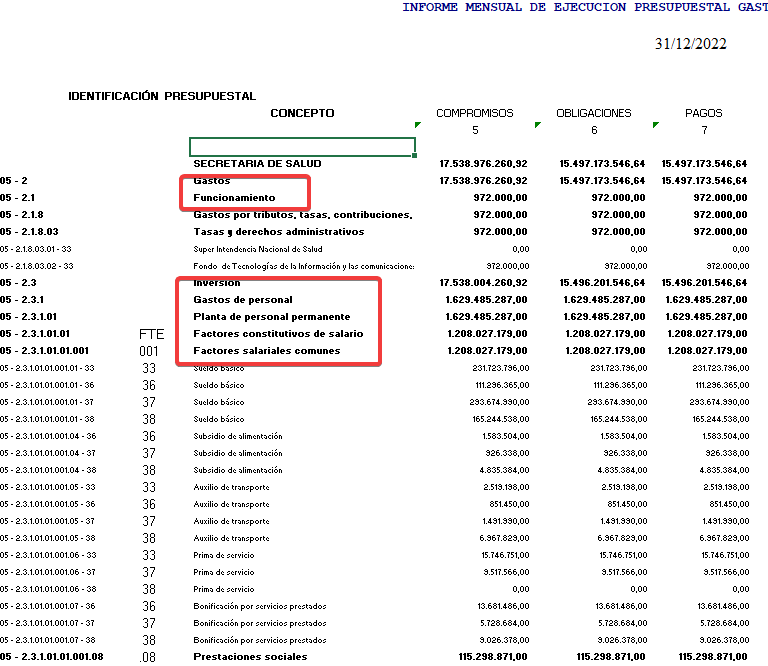 INFORME MENSUAL DE EJECUCION PRESUPUESTAL GAST
31/12/2022
IDENTIFICACIÓN PRESUPUESTAL
CONCEPTO COMPROMISOS OBLIGACIONES PAGOS
5 6 7
SECRETARIA DE SALUD 17.538.976.260,92 15.497.173.546,64 15.497.173.546,64
05 - 2 Gastos 17.538.976.260,92 15.497.173.546,64 15.497.173.546,64
05 - 2.1 Funcionamiento 972.000,00 972.000,00 972.000,00
05 - 2.1.8 Gastos por tributos, tasas, contribuciones, 972.000,00 972.000,00 972.000,00
05 - 2.1.8.03 Tasas y derechos administrativos 972.000,00 972.000,00 972.000,00
05 - 2.1.8.03.01 - 33 Super Intendencia Nacional de Salud 0,00 0,00 0,00
05 - 2.1.8.03.02 - 33 Fondo de Tecnologías de la Información y las comunicacione: 972.000,00 972.000,00 972.000,00
05 - 2.3 Inversión 17.538.004.260,92 15.496.201.546,64 15.496.201.546,64
05 - 2.3.1 Gastos de personal 1.629.485.287,00 1.629.485.287,00 1.629.485.287,00
05 - 2.3.1.01 Planta de personal permanente 1.629.485.287,00 1.629.485.287,00 1.629.485.287,00
05 - 2.3.1.01.01 FTE Factores constitutivos de salario 1.208.027.179,00 1.208.027.179,00 1.208.027.179,00
05 - 2.3.1.01.01.001 001 Factores salariales comunes 1.208.027.179,00 1.208.027.179,00 1.208.027.179,00
05 - 2.3.1.01.01.001.01 - 33 33 Sueldo básico 231.723.796,00 231.723.796,00 231.723.796,00
05 - 2.3.1.01.01.001.01 - 36 36 Sueldo básico 111.296.365,00 111.296.365,00 111.296.365,00
05 - 2.3.1.01.01.001.01 - 37 37 Sueldo básico 293.674.990,00 293.674.990,00 293.674.990,00
05 - 2.3.1.01.01.001.01 - 38 38 Sueldo básico 165.244.538,00 165.244.538,00 165.244.538,00
05 - 2.3.1.01.01.001.04 - 36 36 Subsidio de alimentación 1.583.504,00 1.583.504,00 1.583.504,00
05 - 2.3.1.01.01.001.04 - 37 37 Subsidio de alimentación 926.338,00 926.338,00 926.338,00
05 - 2.3.1.01.01.001.04 - 38 38 Subsidio de alimentación 4.835.384,00 4.835.384,00 4.835.384,00
05 - 2.3.1.01.01.001.05 - 33 33 Auxilio de transporte 2.519.198,00 2.519.198,00 2.519.198,00
05 - 2.3.1.01.01.001.05 - 36 36 Auxilio de transporte 851.450,00 851.450,00 851.450,00
05 - 2.3.1.01.01.001.05 - 37 37 Auxilio de transporte 1.491.990,00 1.491.990,00 1.491.990,00
05 - 2.3.1.01.01.001.05 - 38 38 Auxilio de transporte 6.967.829,00 6.967.829,00 6.967.829,00
05 - 2.3.1.01.01.001.06 - 33 33 Prima de servicio 15.746.751,00 15.746.751,00 15.746.751,00
05 - 2.3.1.01.01.001.06 - 37 37 Prima de servicio 9.517.566,00 9.517.566,00 9.517.566,00
05 - 2.3.1.01.01.001.06 - 38 38 Prima de servicio 0,00 0,00 0,00
05 - 2.3.1.01.01.001.07 - 36 36 Bonificación por servicios prestados 13.681.486,00 13.681.486,00 13.681.486,00
05 - 2.3.1.01.01.001.07 - 37 37 Bonificación por servicios prestados 5.728.684,00 5.728.684,00 5.728.684,00
05 - 2.3.1.01.01.001.07 - 38 38 Bonificación por servicios prestados 9.026.378,00 9.026.378,00 9.026.378,00
05 - 2.3.1.01.01.001.08 .08 Prestaciones sociales 115.298.871,00 115.298.871,00 115.298.871,00